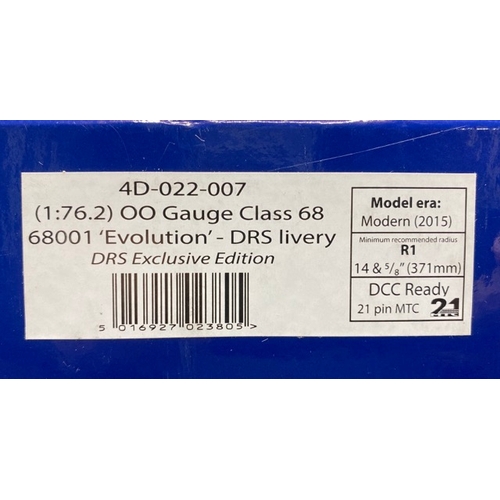 4D-022-007
(1:76.2) OO Gauge Class 68
68001 'Evolution' - DRS livery
DRS Exclusive Edition
5 016927 023805 >
Model era:
Modern (2015)
Minimum recommended radius
R1
14 & 5/8" (371mm)
DCC Ready
21 pin MTC 21
MTC